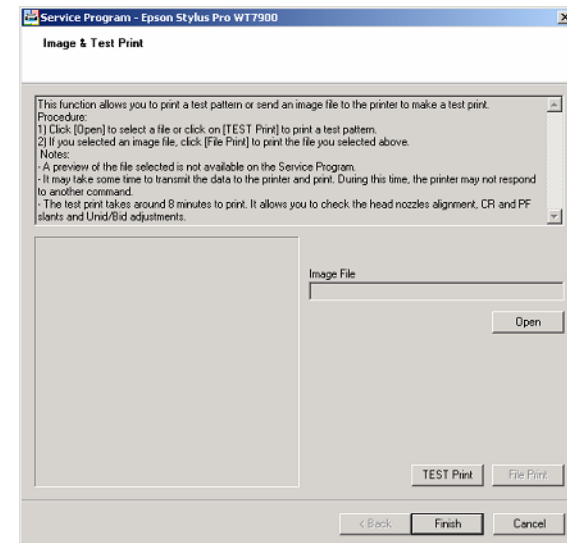 Service Program - Epson Stylus Pro WT7900
Image & Test Print
This function allows you to print a test pattern or send an image file to the printer to make a test print.
Procedure:
1) Click [Open] to select a file or click on [TEST Print] to print a test pattern.
2) If you selected an image file, click [File Print] to print the file you selected above.
Notes:
- A preview of the file selected is not available on the Service Program.
- It may take some time to transmit the data to the printer and print. During this time, the printer may not respond
to another command.
- The test print takes around 8 minutes to print. It allows you to check the head nozzles alignment, CR and PF
slants and Unid/Bid adjustments.
Image File
Open
TEST Print
File Print
< Back
Finish
Cancel